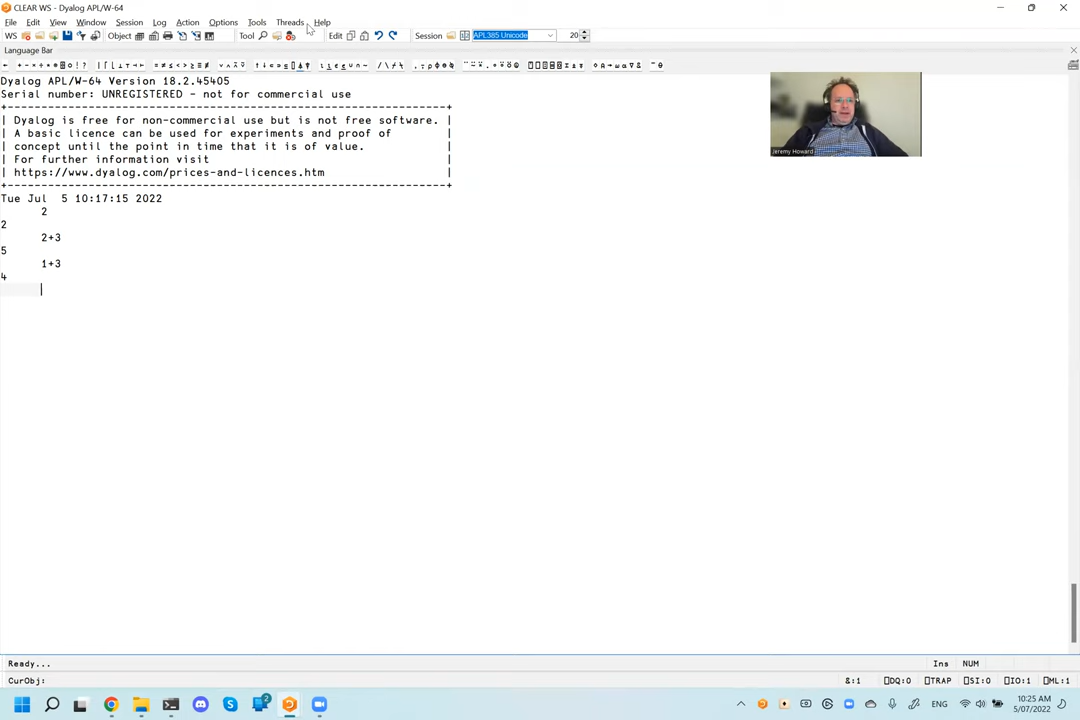 CLEAR WS - Dyalog APL/W-64
File Edit View Window Session Log Action Options Tools Threads Help
WS Object Tool Edit Session APL385 Unicode 20
Language Bar
Dyalog APL/W-64 Version 18.2.45405
Serial number: UNREGISTERED - not for commercial use
+---------------------------------------------------------------+
| Dyalog is free for non-commercial use but is not free software. |
| A basic licence can be used for experiments and proof of |
| concept until the point in time that it is of value. |
| For further information visit |
| https://www.dyalog.com/prices-and-licences.htm |
+---------------------------------------------------------------+
Tue Jul  5 10:17:15 2022
2
2
2+3
5
1+3
4
Jeremy Howard
Ready...
Ins NUM
CurObj:
&:1 ⎕DQ:0 ⎕TRAP ⎕SI:0 ⎕IO:1 ⎕ML:1
2
ENG
10:25 AM
5/07/2022